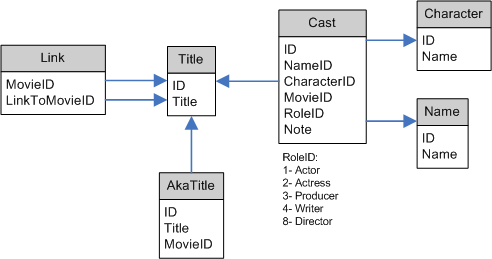 Link
MovieID
LinkToMovieID
Title
ID
Title
AkaTitle
ID
Title
MovieID
Cast
ID
NameID
CharacterID
MovieID
RoleID
Note
RoleID:
1- Actor
2- Actress
3- Producer
4- Writer
8- Director
Character
ID
Name
Name
ID
Name